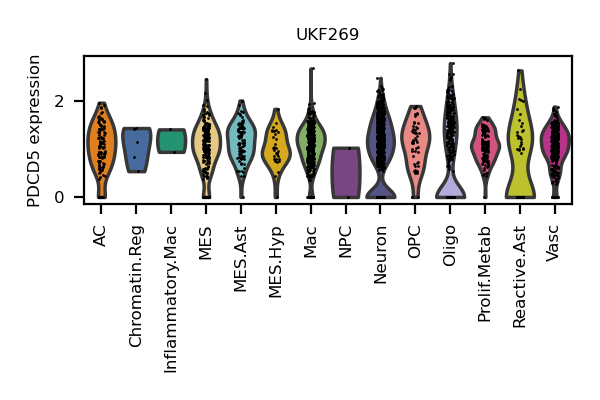 UKF269
PDCD5 expression
2
0
AC
Chromatin.Reg
Inflammatory.Mac
MES
MES.Ast
MES.Hyp
Mac
NPC
Neuron
OPC
Oligo
Prolif.Metab
Reactive.Ast
Vasc